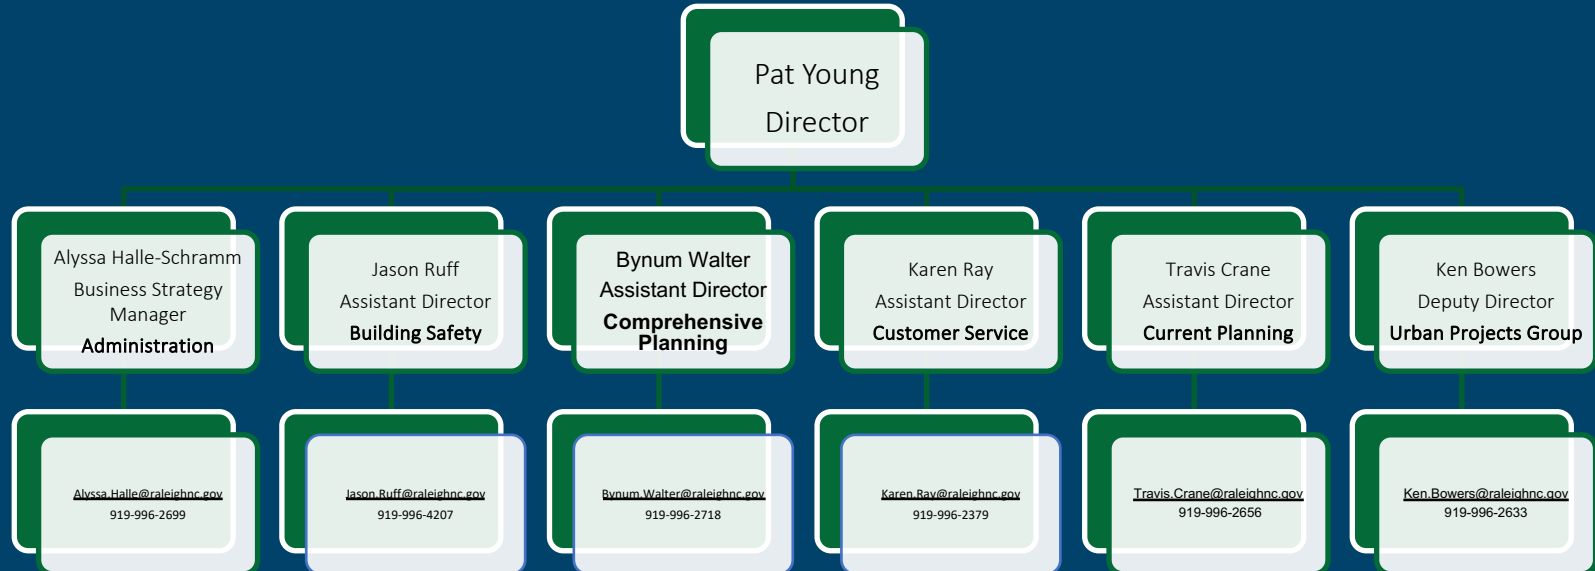 Pat Young
Director
Alyssa Halle-Schramm
Business Strategy
Manager
Administration
Jason Ruff
Assistant Director
Building Safety
Bynum Walter
Assistant Director
Comprehensive
Planning
Karen Ray
Assistant Director
Customer Service
Travis Crane
Assistant Director
Current Planning
Ken Bowers
Deputy Director
Urban Projects Group
Alyssa.Halle@raleighnc.gov
919-996-2699
Jason.Ruff@raleighnc.gov
919-996-4207
Bynum.Walter@raleighnc.gov
919-996-2718
Karen.Ray@raleighnc.gov
919-996-2379
Travis.Crane@raleighnc.gov
919-996-2656
Ken.Bowers@raleighnc.gov
919-996-2633